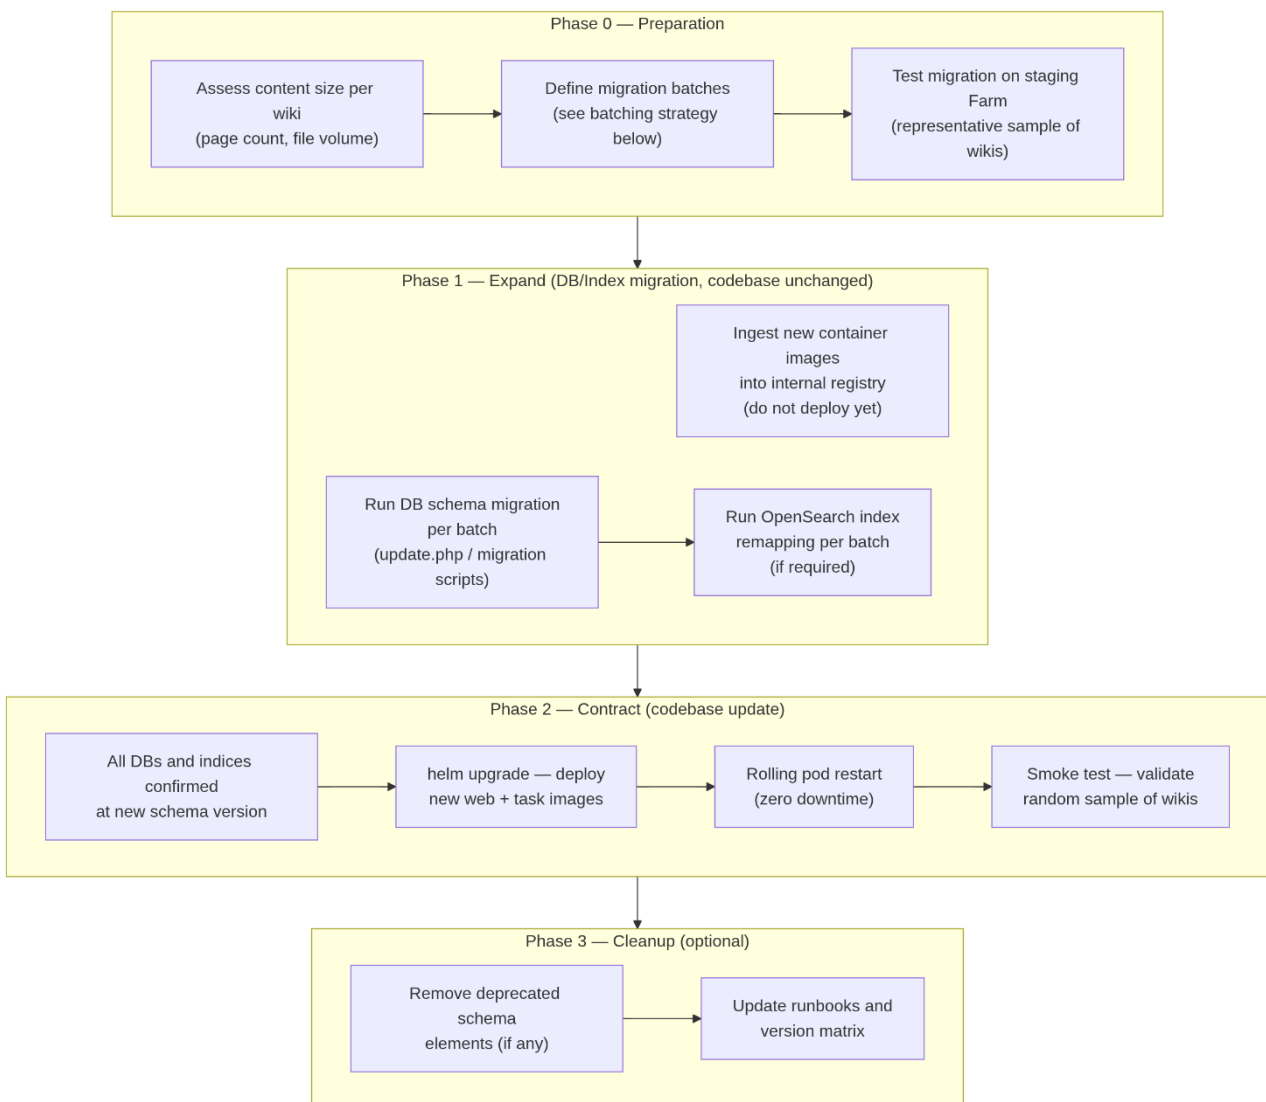 Phase 0 — Preparation
Assess content size per
wiki
(page count, file volume)
Define migration batches
(see batching strategy
below)
Test migration on staging
Farm
(representative sample of
wikis)
Phase 1 — Expand (DB/Index migration, codebase unchanged)
Ingest new container
images
into internal registry
(do not deploy yet)
Run DB schema migration
per batch
(update.php / migration
scripts)
Run OpenSearch index
remapping per batch
(if required)
Phase 2 — Contract (codebase update)
All DBs and indices
confirmed
at new schema version
helm upgrade — deploy
new web + task images
Rolling pod restart
(zero downtime)
Smoke test — validate
random sample of wikis
Phase 3 — Cleanup (optional)
Remove deprecated
schema
elements (if any)
Update runbooks and
version matrix